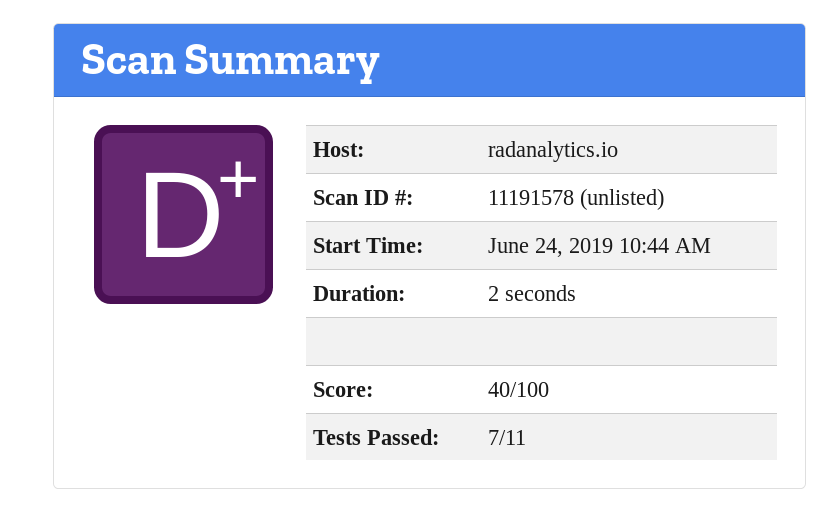 Scan Summary
D+
Host: radanalytics.io
Scan ID #: 11191578 (unlisted)
Start Time: June 24, 2019 10:44 AM
Duration: 2 seconds
Score: 40/100
Tests Passed: 7/11